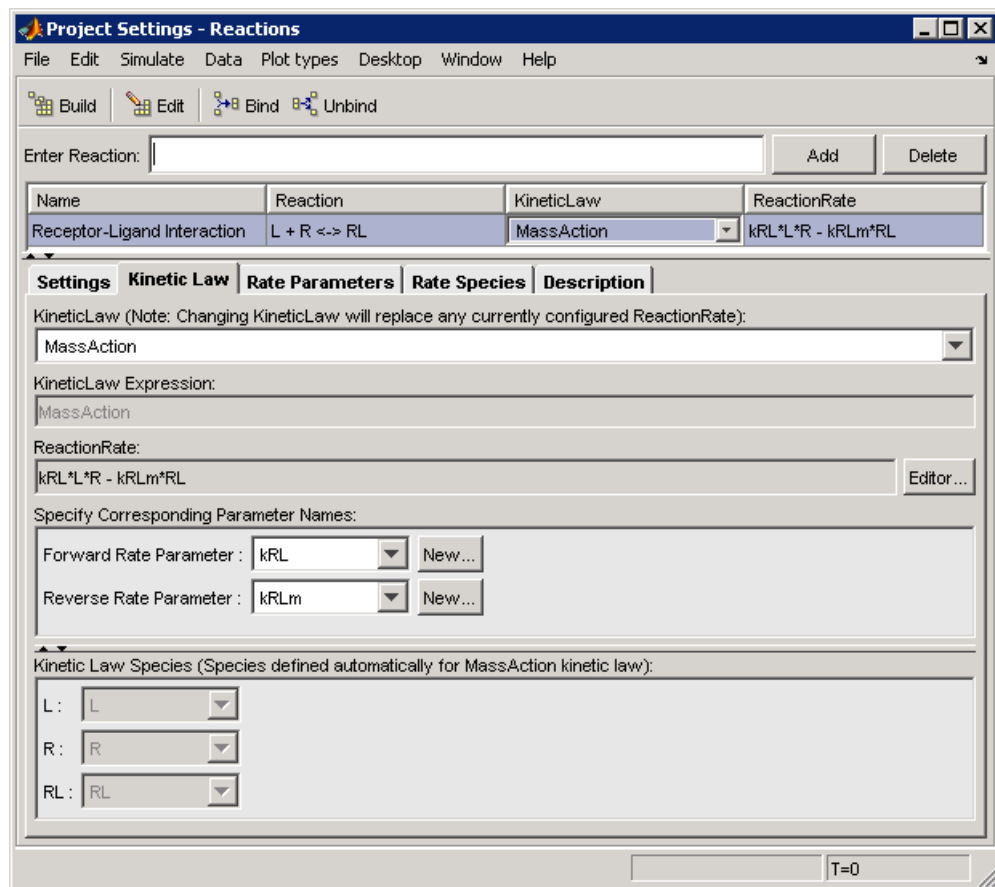 Project Settings - Reactions
File Edit Simulate Data Plot types Desktop Window Help
Build Edit Bind Unbind
Enter Reaction: Add Delete
Name Reaction KineticLaw ReactionRate
Receptor-Ligand Interaction L + R <-> RL MassAction kRL*L*R - kRLm*RL
Settings Kinetic Law Rate Parameters Rate Species Description
KineticLaw (Note: Changing KineticLaw will replace any currently configured ReactionRate):
MassAction
KineticLaw Expression:
MassAction
ReactionRate:
kRL*L*R - kRLm*RL Editor...
Specify Corresponding Parameter Names:
Forward Rate Parameter : kRL New...
Reverse Rate Parameter : kRLm New...
Kinetic Law Species (Species defined automatically for MassAction kinetic law):
L : L
R : R
RL : RL
T=0